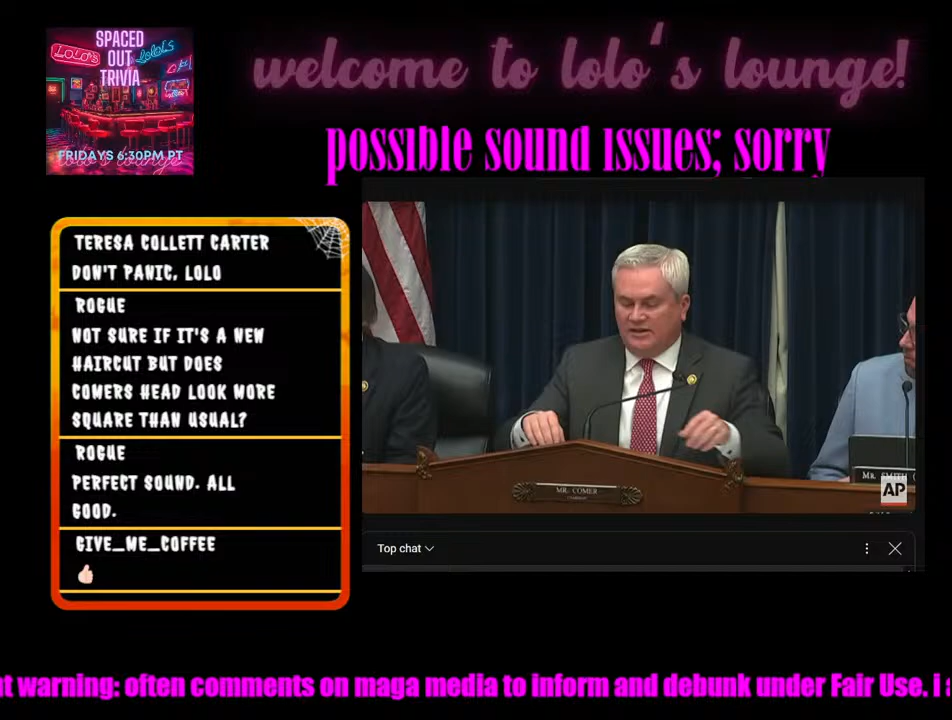 SPACED
OUT
TRIVIA
LOLO'S
FRIDAYS 6:30PM PT
lolo's lounge
welcome to lolo's lounge!
possible sound issues; sorry
TERESA COLLETT CARTER
DON'T PANIC, LOLO
ROGUE
NOT SURE IF IT'S A NEW
HAIRCUT BUT DOES
COMERS HEAD LOOK MORE
SQUARE THAN USUAL?
ROGUE
PERFECT SOUND. ALL
GOOD.
GIVE_ME_COFFEE
MR. COMER
MR. SMITH
AP
Top chat
nt warning: often comments on maga media to inform and debunk under Fair Use. i a